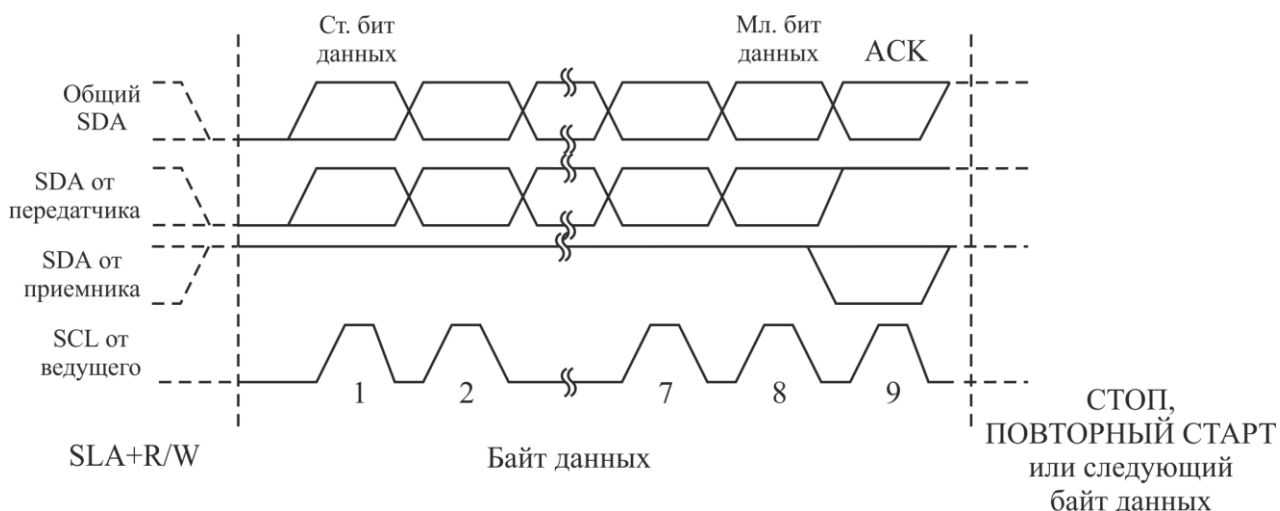 Ст. бит
данных
Мл. бит
данных
ACK
Общий
SDA
SDA от
передатчика
SDA от
приемника
SCL от
ведущего
1
2
7
8
9
SLA+R/W
Байт данных
СТОП,
ПОВТОРНЫЙ СТАРТ
или следующий
байт данных